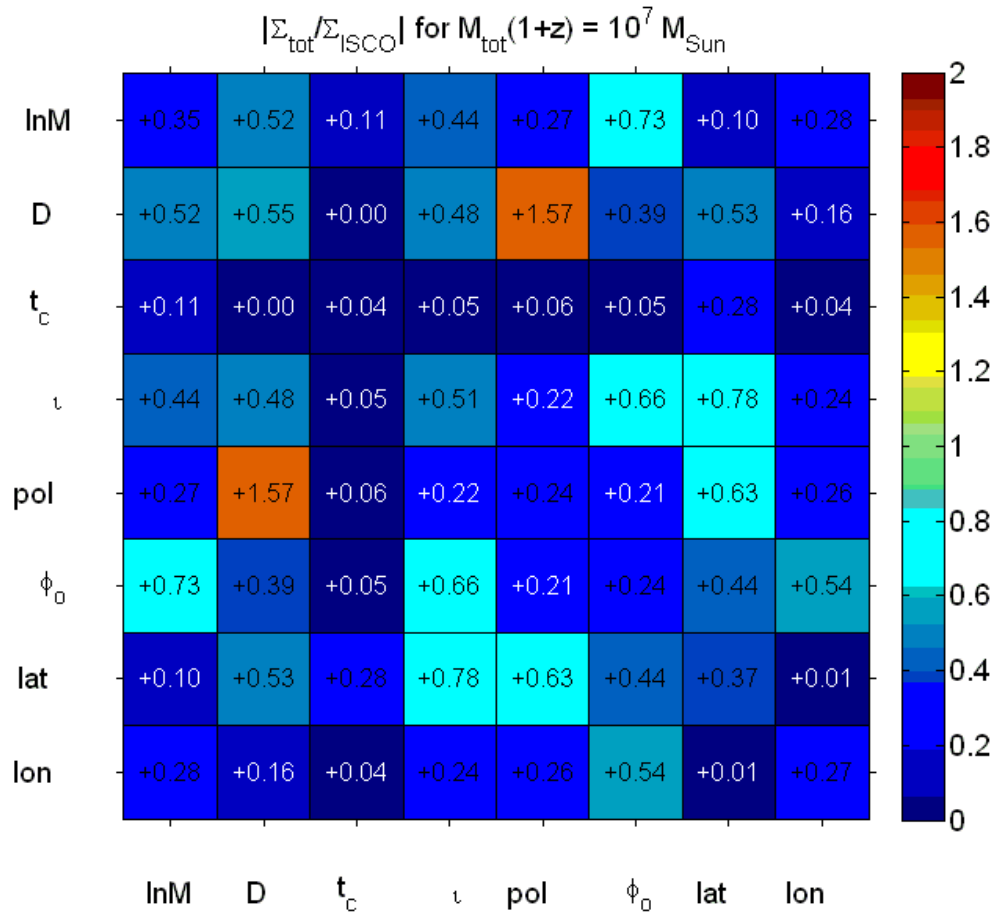 |Σ_tot/Σ_ISCO| for M_tot(1+z) = 10^7 M_Sun
lnM +0.35 +0.52 +0.11 +0.44 +0.27 +0.73 +0.10 +0.28
D +0.52 +0.55 +0.00 +0.48 +1.57 +0.39 +0.53 +0.16
t_c +0.11 +0.00 +0.04 +0.05 +0.06 +0.05 +0.28 +0.04
ι +0.44 +0.48 +0.05 +0.51 +0.22 +0.66 +0.78 +0.24
pol +0.27 +1.57 +0.06 +0.22 +0.24 +0.21 +0.63 +0.26
ϕ_0 +0.73 +0.39 +0.05 +0.66 +0.21 +0.24 +0.44 +0.54
lat +0.10 +0.53 +0.28 +0.78 +0.63 +0.44 +0.37 +0.01
lon +0.28 +0.16 +0.04 +0.24 +0.26 +0.54 +0.01 +0.27
lnM D t_c ι pol ϕ_0 lat lon
2
1.8
1.6
1.4
1.2
1
0.8
0.6
0.4
0.2
0